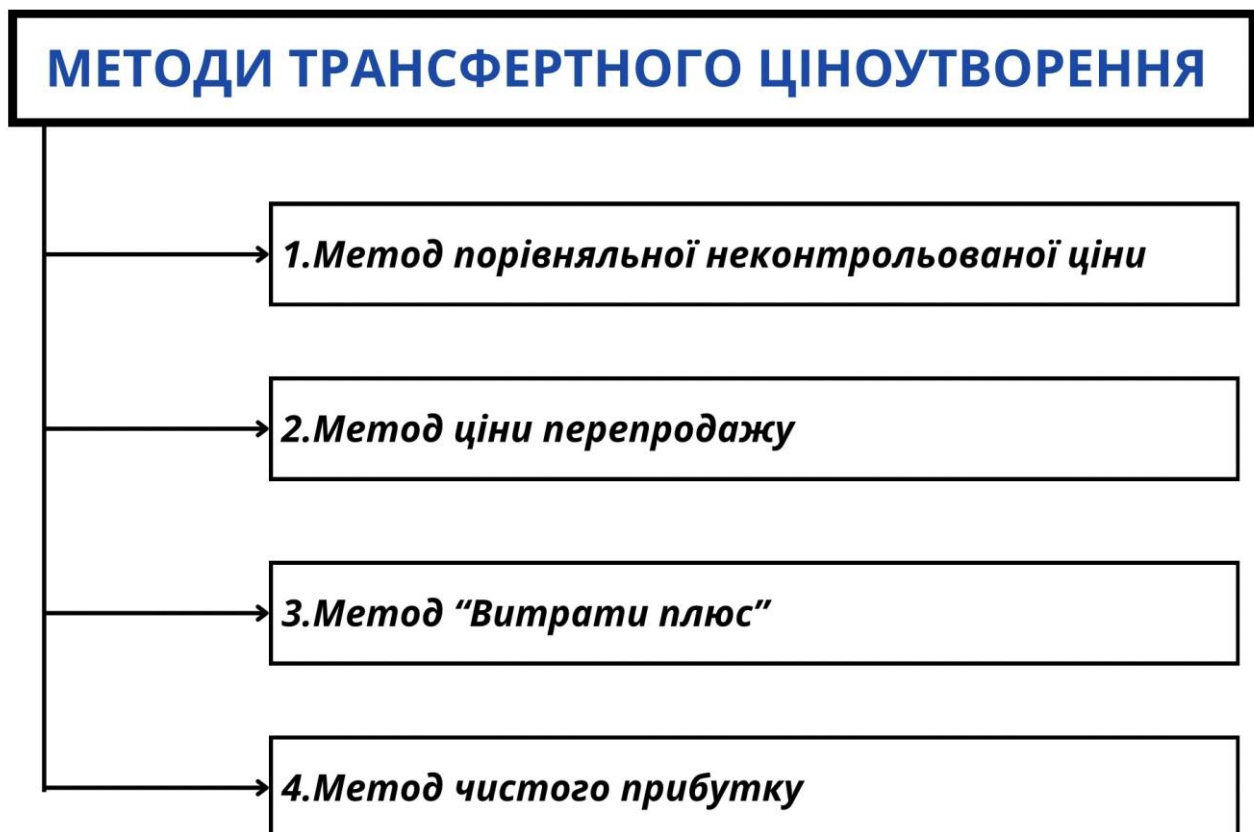 МЕТОДИ ТРАНСФЕРТНОГО ЦІНОУТВОРЕННЯ
1.Метод порівняльної неконтрольованої ціни
2.Метод ціни перепродажу
3.Метод “Витрати плюс”
4.Метод чистого прибутку